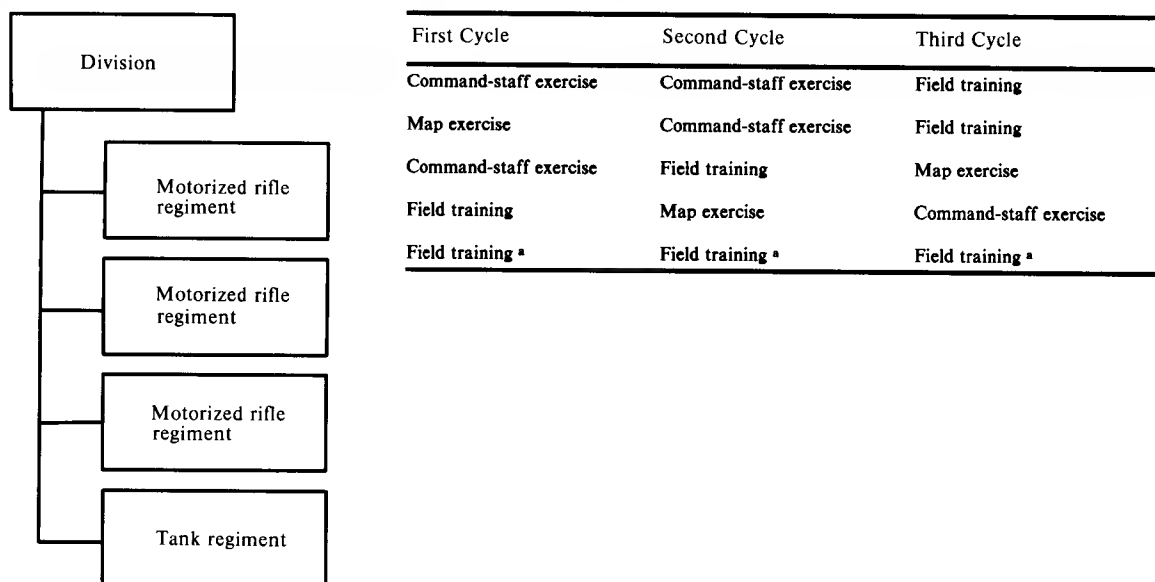 Division
Motorized rifle
regiment
Motorized rifle
regiment
Motorized rifle
regiment
Tank regiment
First Cycle Second Cycle Third Cycle
Command-staff exercise Command-staff exercise Field training
Map exercise Command-staff exercise Field training
Command-staff exercise Field training Map exercise
Field training Map exercise Command-staff exercise
Field training ª Field training ª Field training ª